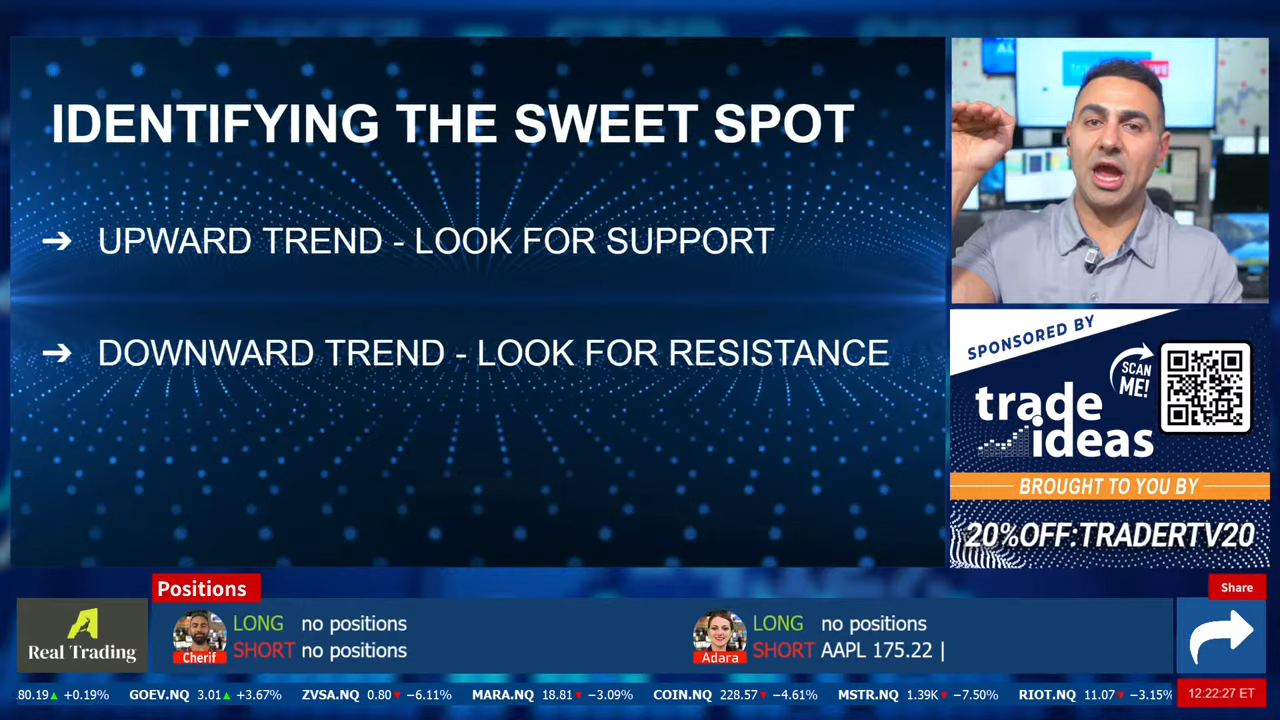 IDENTIFYING THE SWEET SPOT
➔ UPWARD TREND - LOOK FOR SUPPORT
➔ DOWNWARD TREND - LOOK FOR RESISTANCE
SPONSORED BY
SCAN
ME!
trade
ideas
BROUGHT TO YOU BY
20%OFF:TRADERTV20
Positions
Share
Real Trading
Cherif
LONG no positions
SHORT no positions
Adara
LONG no positions
SHORT AAPL 175.22 |
80.19▲ +0.19% GOEV.NQ 3.01▲ +3.67% ZVSA.NQ 0.80▼ −6.11% MARA.NQ 18.81▼ −3.09% COIN.NQ 228.57▼ −4.61% MSTR.NQ 1.39K▼ −7.50% RIOT.NQ 11.07▼ −3.15%
12:22:27 ET